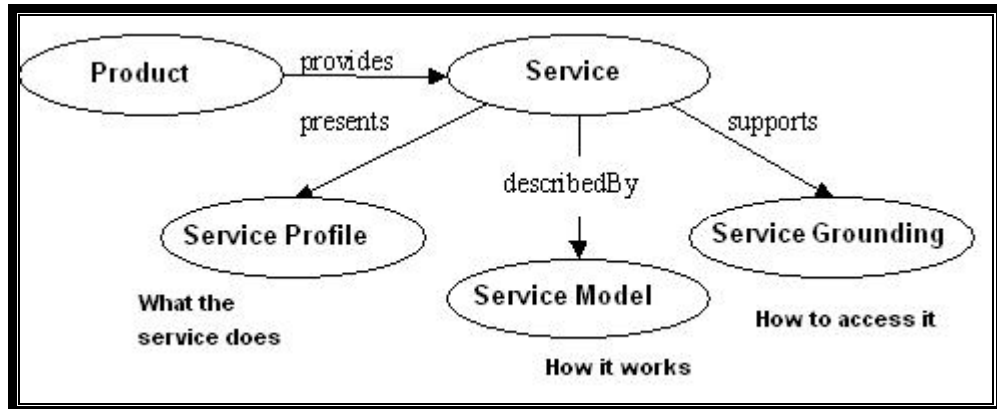 Product
provides
Service
presents
supports
describedBy
Service Profile
Service Grounding
Service Model
What the
service does
How to access it
How it works